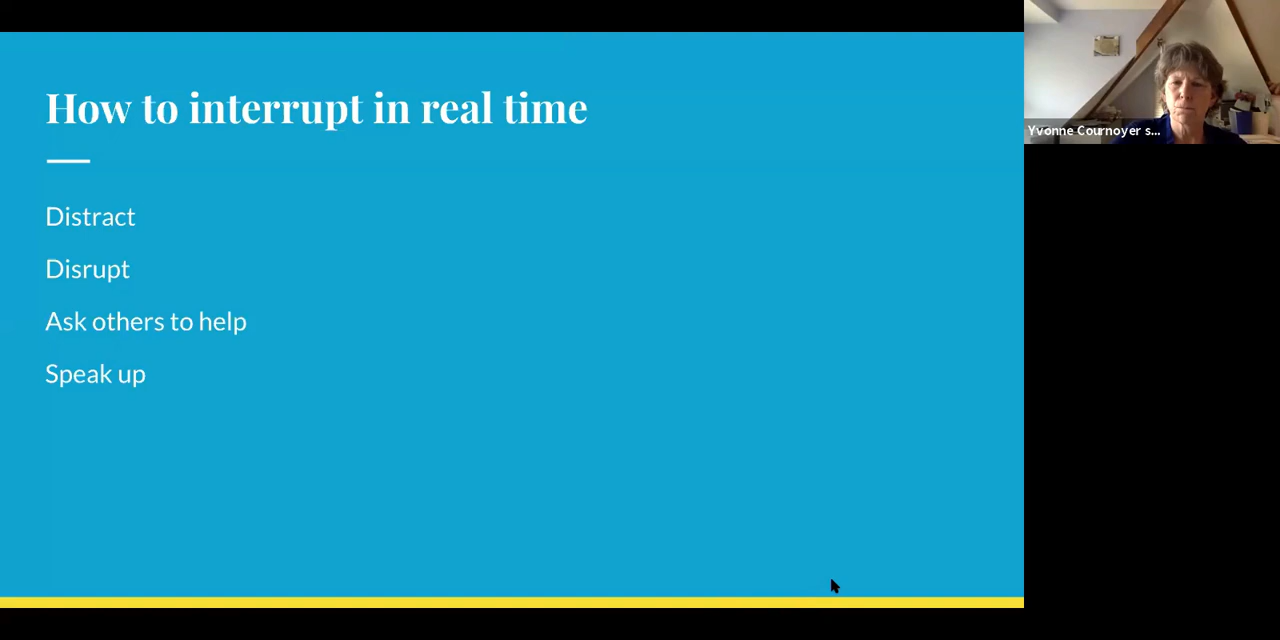 How to interrupt in real time
Distract
Disrupt
Ask others to help
Speak up
Yvonne Cournoyer s...